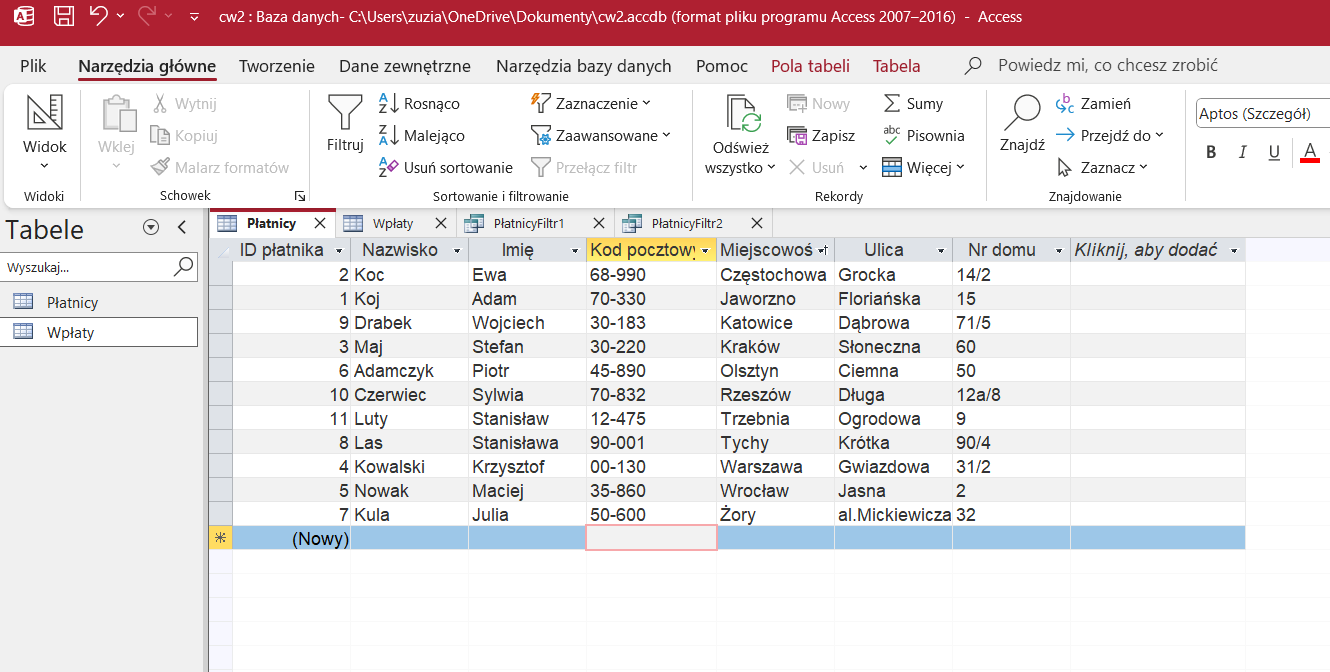 cw2 : Baza danych- C:\Users\zuzia\OneDrive\Dokumenty\cw2.accdb (format pliku programu Access 2007–2016) - Access
Plik Narzędzia główne Tworzenie Dane zewnętrzne Narzędzia bazy danych Pomoc Pola tabeli Tabela Powiedz mi, co chcesz zrobić
Widok
Widoki
Wklej
Wytnij
Kopiuj
Malarz formatów
Schowek
Filtruj
Rosnąco
Malejąco
Usuń sortowanie
Zaznaczenie
Zaawansowane
Przełącz filtr
Sortowanie i filtrowanie
Odśwież
wszystko
Nowy
Zapisz
Usuń
Sumy
Pisownia
Więcej
Rekordy
Znajdź
Zamień
Przejdź do
Zaznacz
Znajdowanie
Aptos (Szczegół)
B I U A
Tabele
Wyszukaj...
Płatnicy
Wpłaty
Płatnicy Wpłaty PłatnicyFiltr1 PłatnicyFiltr2
ID płatnika Nazwisko Imię Kod pocztowy Miejscowoś Ulica Nr domu Kliknij, aby dodać
2 Koc Ewa 68-990 Częstochowa Grocka 14/2
1 Koj Adam 70-330 Jaworzno Floriańska 15
9 Drabek Wojciech 30-183 Katowice Dąbrowa 71/5
3 Maj Stefan 30-220 Kraków Słoneczna 60
6 Adamczyk Piotr 45-890 Olsztyn Ciemna 50
10 Czerwiec Sylwia 70-832 Rzeszów Długa 12a/8
11 Luty Stanisław 12-475 Trzebnia Ogrodowa 9
8 Las Stanisława 90-001 Tychy Krótka 90/4
4 Kowalski Krzysztof 00-130 Warszawa Gwiazdowa 31/2
5 Nowak Maciej 35-860 Wrocław Jasna 2
7 Kula Julia 50-600 Żory al.Mickiewicza 32
(Nowy)